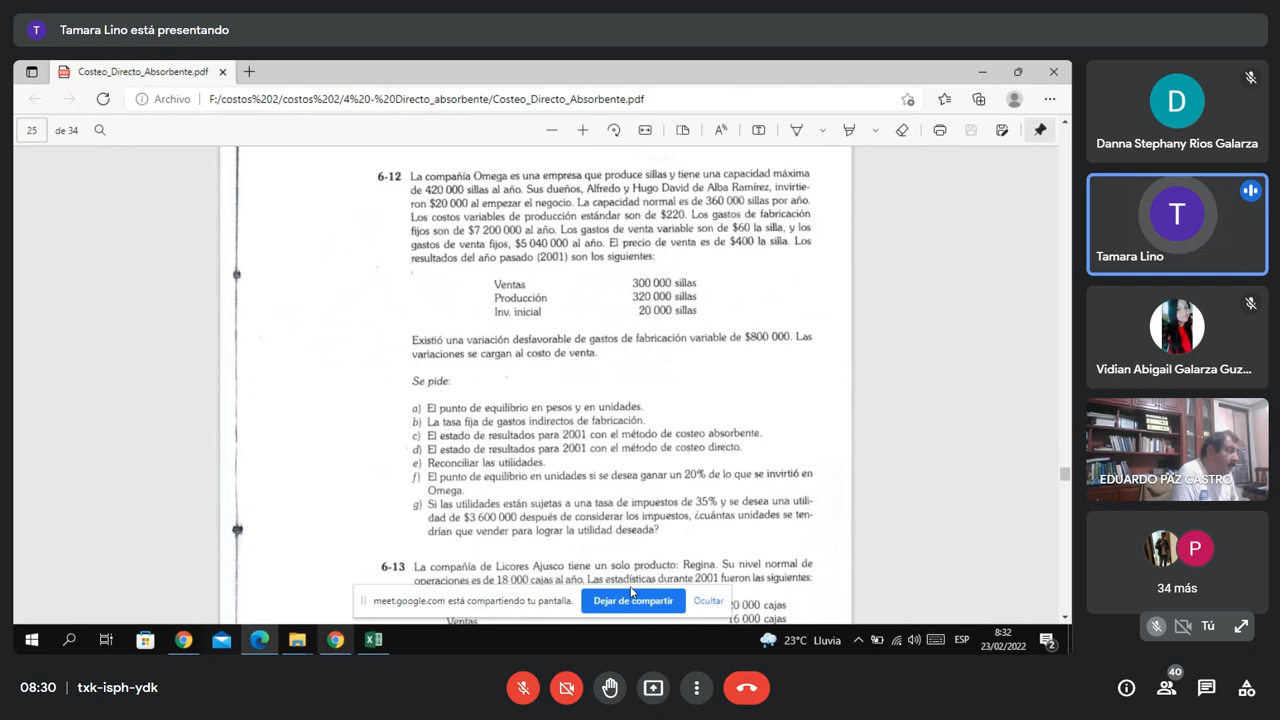 T
Tamara Lino está presentando
Costeo_Directo_Absorbente.pdf
Archivo
F:/costos%202/costos%202/4%20-%20Directo_absorbente/Costeo_Directo_Absorbente.pdf
25
de 34
6-12 La compañía Omega es una empresa que produce sillas y tiene una capacidad máxima
de 420 000 sillas al año. Sus dueños, Alfredo y Hugo David de Alba Ramírez, invirtie-
ron $20 000 al empezar el negocio. La capacidad normal es de 360 000 sillas por año.
Los costos variables de producción estándar son de $220. Los gastos de fabricación
fijos son de $7 200 000 al año. Los gastos de venta variable son de $60 la silla, y los
gastos de venta fijos, $5 040 000 al año. El precio de venta es de $400 la silla. Los
resultados del año pasado (2001) son los siguientes:
Ventas 300 000 sillas
Producción 320 000 sillas
Inv. inicial 20 000 sillas
Existió una variación desfavorable de gastos de fabricación variable de $800 000. Las
variaciones se cargan al costo de venta.
Se pide:
a) El punto de equilibrio en pesos y en unidades.
b) La tasa fija de gastos indirectos de fabricación.
c) El estado de resultados para 2001 con el método de costeo absorbente.
d) El estado de resultados para 2001 con el método de costeo directo.
e) Reconciliar las utilidades.
f) El punto de equilibrio en unidades si se desea ganar un 20% de lo que se invirtió en
Omega.
g) Si las utilidades están sujetas a una tasa de impuestos de 35% y se desea una utili-
dad de $3 600 000 después de considerar los impuestos, ¿cuántas unidades se ten-
drían que vender para lograr la utilidad deseada?
6-13 La compañía de Licores Ajusco tiene un solo producto: Regina. Su nivel normal de
operaciones es de 18 000 cajas al año. Las estadísticas durante 2001 fueron las siguientes:
20 000 cajas
Ventas 16 000 cajas
meet.google.com está compartiendo tu pantalla.
Dejar de compartir
Ocultar
23°C Lluvia
ESP
8:32
23/02/2022
2
D
Danna Stephany Rios Galarza
T
Tamara Lino
Vidian Abigail Galarza Guz...
EDUARDO PAZ CASTRO
P
34 más
Tú
08:30 | txk-isph-ydk
40